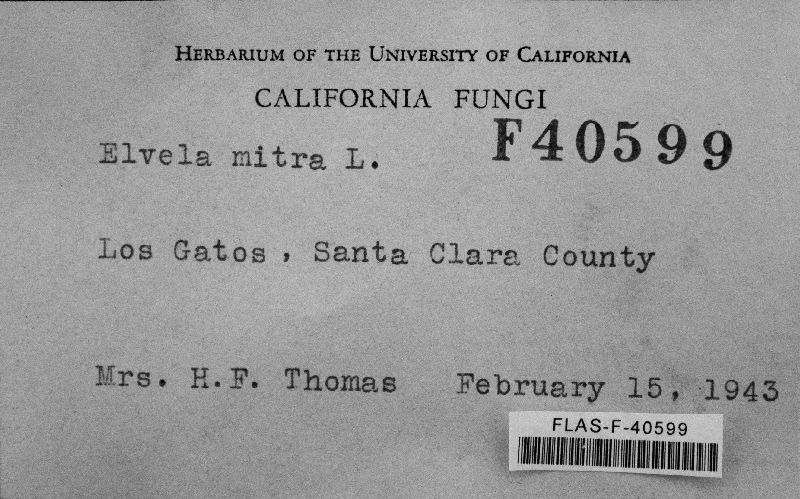 HERBARIUM OF THE UNIVERSITY OF CALIFORNIA
CALIFORNIA FUNGI
F40599
Elvela mitra L.
Los Gatos, Santa Clara County
Mrs. H.F. Thomas February 15, 1943
FLAS-F-40599